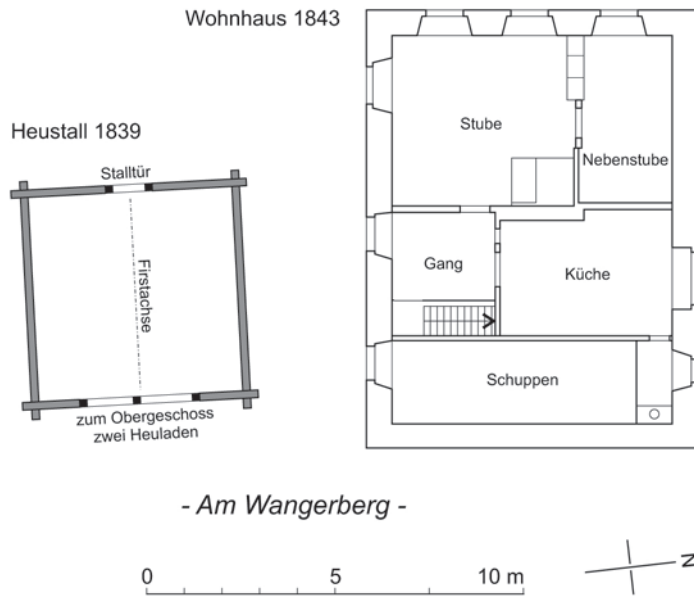 Wohnhaus 1843
Heustall 1839
Stalltür
Firstachse
zum Obergeschoss
zwei Heuladen
Stube
Nebenstube
Gang
Küche
Schuppen
- Am Wangerberg -
0 5 10 m
N